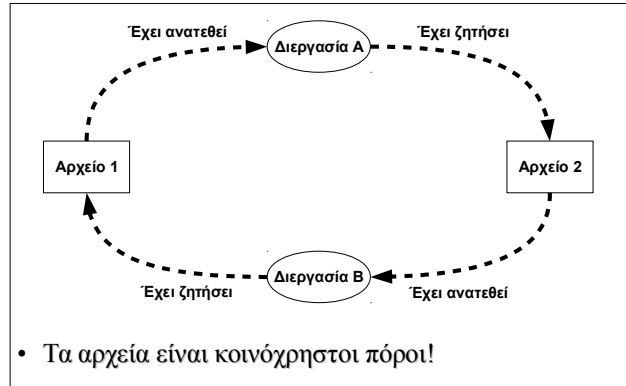 Έχει ανατεθεί
Διεργασία Α
Έχει ζητήσει
Αρχείο 1
Αρχείο 2
Έχει ζητήσει
Διεργασία Β
Έχει ανατεθεί
• Τα αρχεία είναι κοινόχρηστοι πόροι!